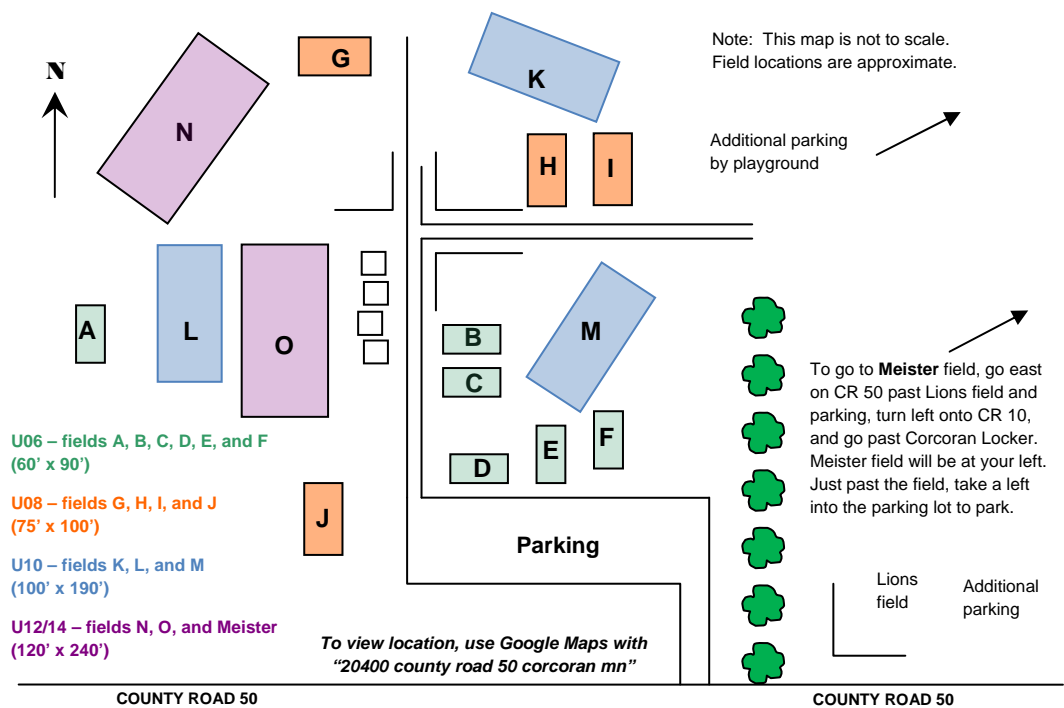 N
G
K
N
H
I
Note: This map is not to scale.
Field locations are approximate.
Additional parking
by playground
A
L
O
B
C
M
D
E
F
J
To go to Meister field, go east
on CR 50 past Lions field and
parking, turn left onto CR 10,
and go past Corcoran Locker.
Meister field will be at your left.
Just past the field, take a left
into the parking lot to park.
U06 – fields A, B, C, D, E, and F
(60’ x 90’)
U08 – fields G, H, I, and J
(75’ x 100’)
U10 – fields K, L, and M
(100’ x 190’)
U12/14 – fields N, O, and Meister
(120’ x 240’)
Parking
Lions
field
Additional
parking
To view location, use Google Maps with
“20400 county road 50 corcoran mn”
COUNTY ROAD 50
COUNTY ROAD 50